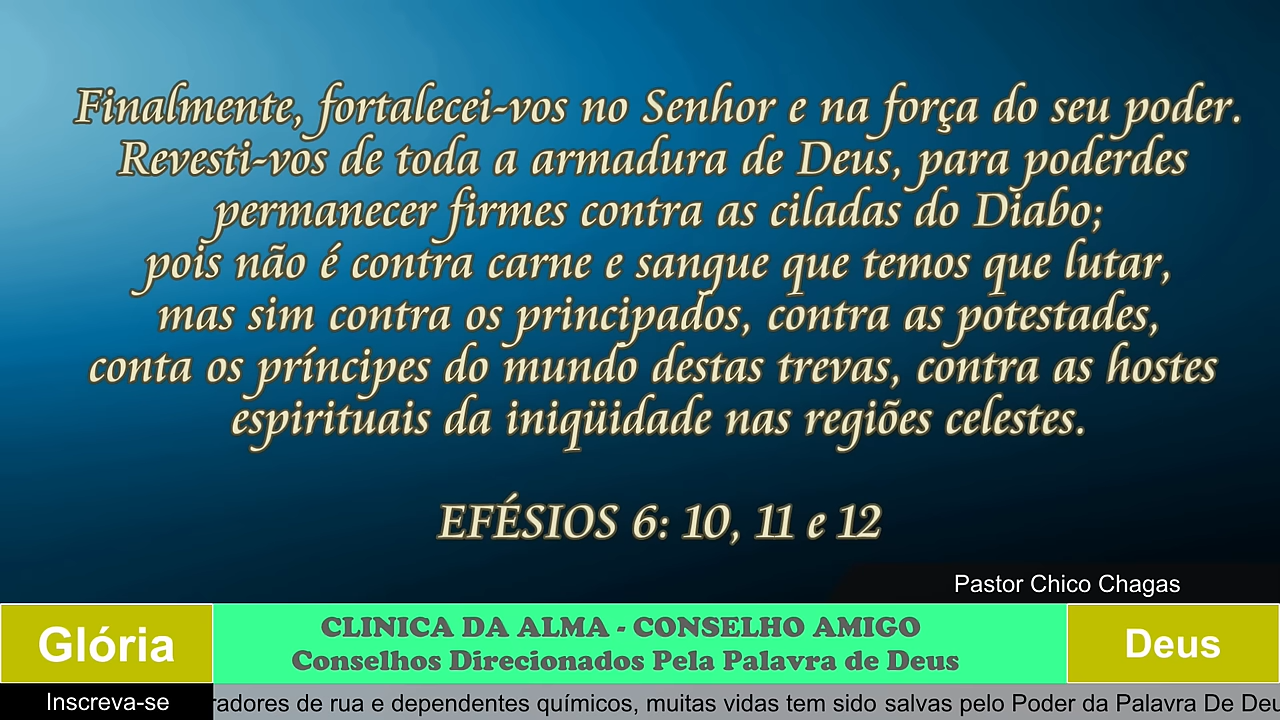 Finalmente, fortalecei-vos no Senhor e na força do seu poder.
Revesti-vos de toda a armadura de Deus, para poderdes
permanecer firmes contra as ciladas do Diabo;
pois não é contra carne e sangue que temos que lutar,
mas sim contra os principados, contra as potestades,
conta os príncipes do mundo destas trevas, contra as hostes
espirituais da iniqüidade nas regiões celestes.
EFÉSIOS 6: 10, 11 e 12
Pastor Chico Chagas
Glória
CLINICA DA ALMA - CONSELHO AMIGO
Conselhos Direcionados Pela Palavra de Deus
Deus
Inscreva-se
radores de rua e dependentes químicos, muitas vidas tem sido salvas pelo Poder da Palavra De Deu